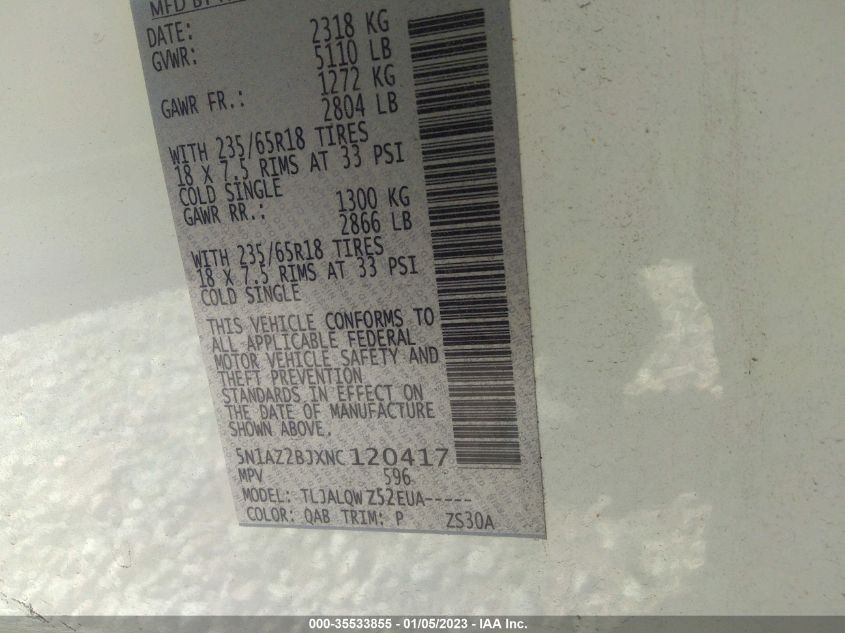 MFD BY
DATE:
2318 KG
GVWR: 5110 LB
1272 KG
GAWR FR.: 2804 LB
WITH 235/65R18 TIRES
18 X 7.5 RIMS AT 33 PSI
COLD SINGLE
1300 KG
GAWR RR.: 2866 LB
WITH 235/65R18 TIRES
18 X 7.5 RIMS AT 33 PSI
COLD SINGLE
THIS VEHICLE CONFORMS TO
ALL APPLICABLE FEDERAL
MOTOR VEHICLE SAFETY AND
THEFT PREVENTION
STANDARDS IN EFFECT ON
THE DATE OF MANUFACTURE
SHOWN ABOVE.
5N1AZ2BJXNC120417
MPV 596
MODEL: TLJALQWZ52EUA-----
COLOR: QAB TRIM: P ZS30A
000-35533855 - 01/05/2023 - IAA Inc.